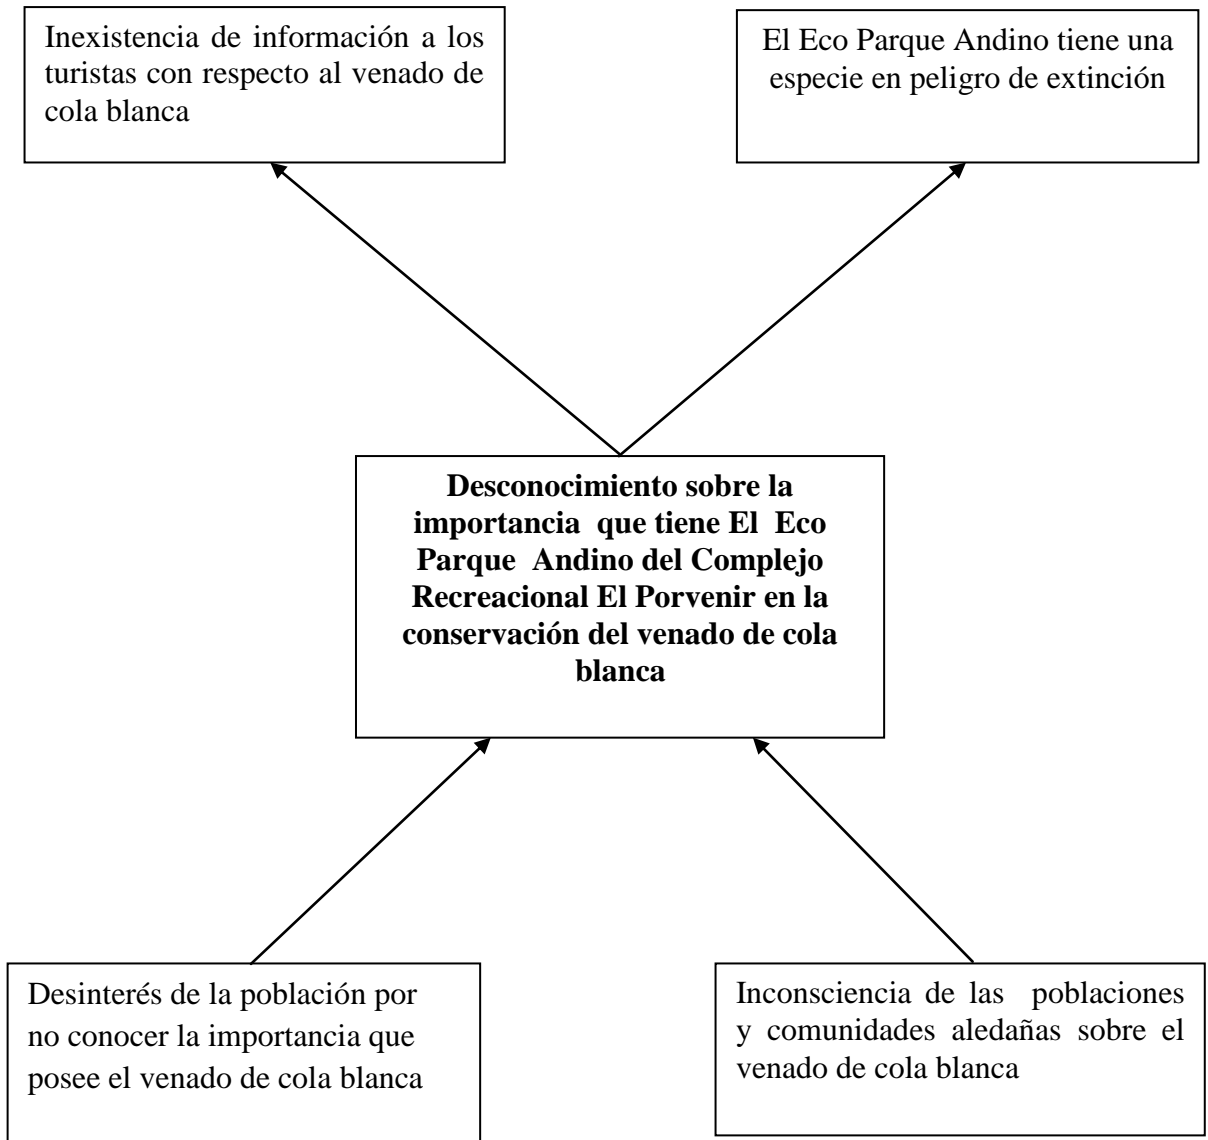 Inexistencia de información a los
turistas con respecto al venado de
cola blanca
El Eco Parque Andino tiene una
especie en peligro de extinción
Desconocimiento sobre la
importancia que tiene El Eco
Parque Andino del Complejo
Recreacional El Porvenir en la
conservación del venado de cola
blanca
Desinterés de la población por
no conocer la importancia que
posee el venado de cola blanca
Inconsciencia de las poblaciones
y comunidades aledañas sobre el
venado de cola blanca